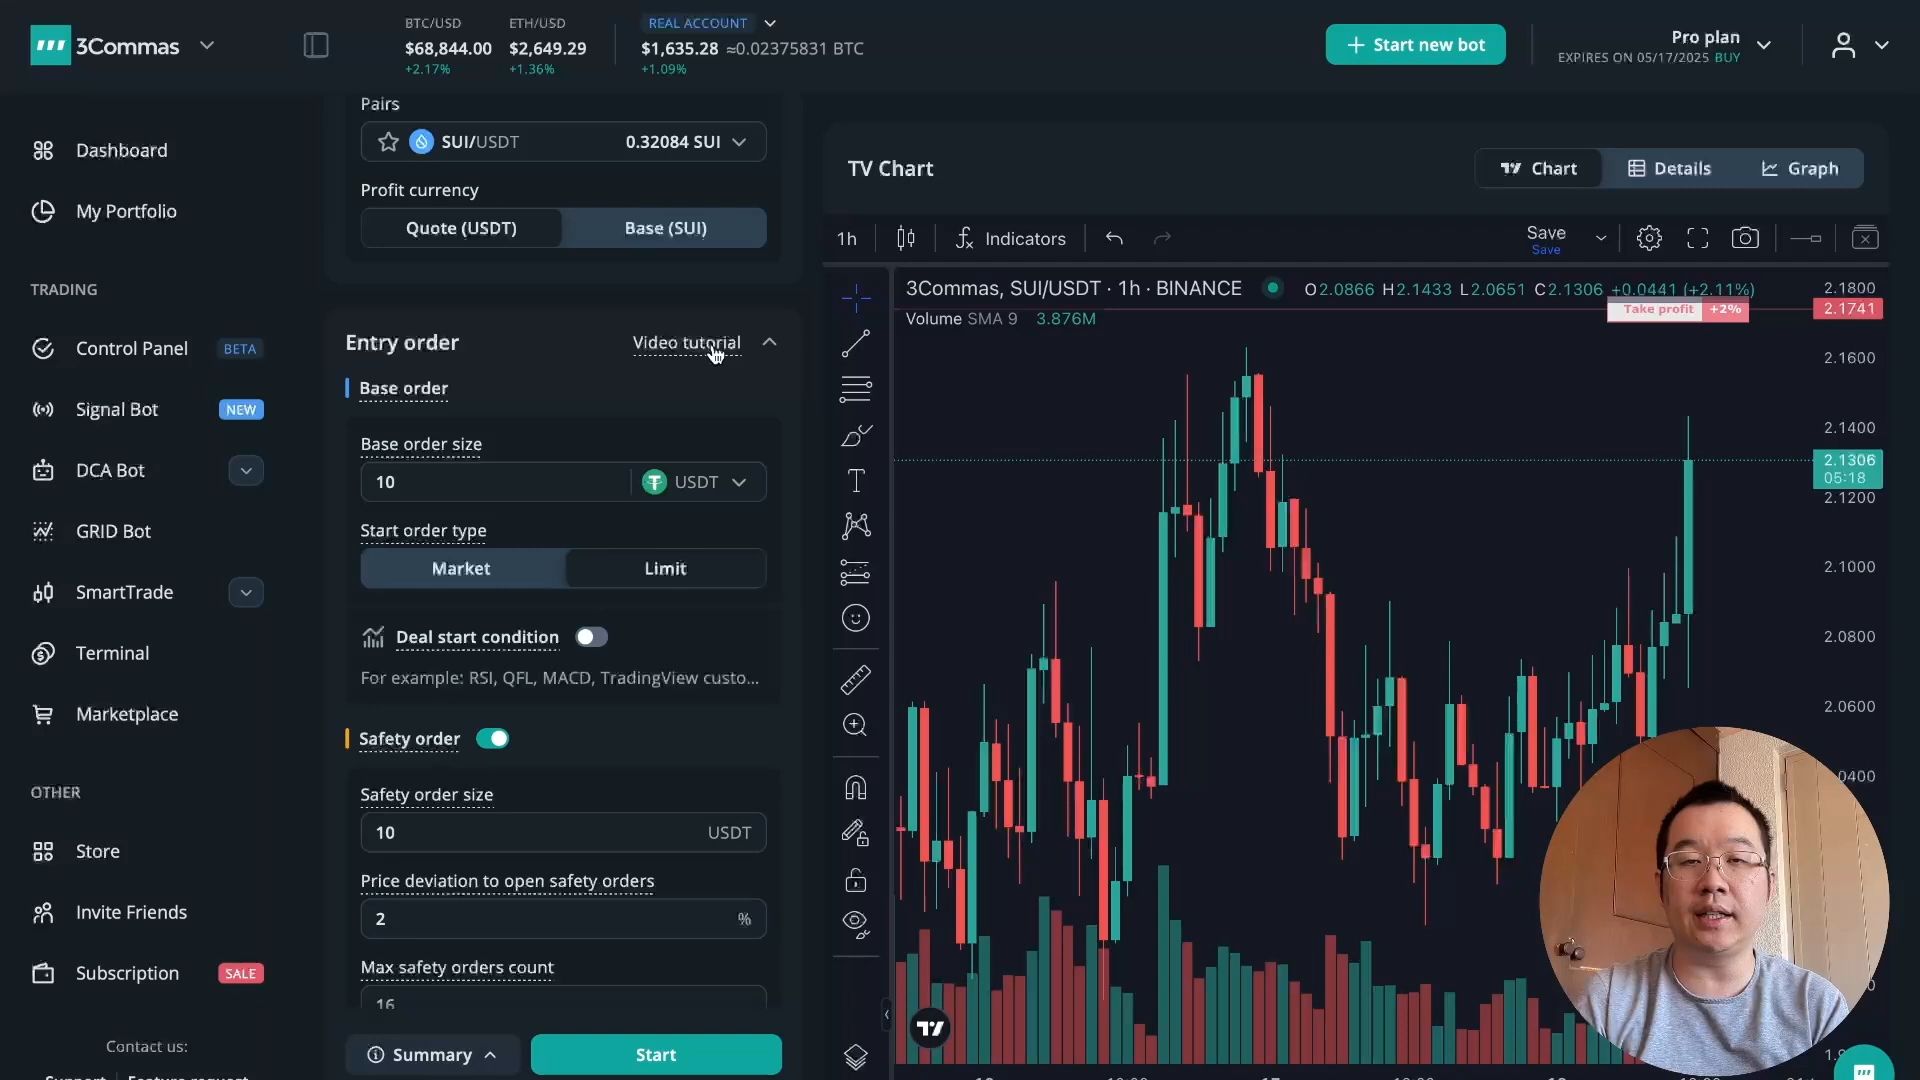 3Commas
BTC/USD
$68,844.00
+2.17%
ETH/USD
$2,649.29
+1.36%
REAL ACCOUNT
$1,635.28 ≈0.02375831 BTC
+1.09%
+ Start new bot
Pro plan
EXPIRES ON 05/17/2025 BUY
Dashboard
My Portfolio
TRADING
Control Panel BETA
Signal Bot NEW
DCA Bot
GRID Bot
SmartTrade
Terminal
Marketplace
OTHER
Store
Invite Friends
Subscription SALE
Contact us:
Support | Feature request
Pairs
SUI/USDT 0.32084 SUI
Profit currency
Quote (USDT) Base (SUI)
Entry order Video tutorial
Base order
Base order size
10 USDT
Start order type
Market Limit
Deal start condition
For example: RSI, QFL, MACD, TradingView custo...
Safety order
Safety order size
10 USDT
Price deviation to open safety orders
2 %
Max safety orders count
16
Summary Start
TV Chart
Chart Details Graph
1h Indicators Save
Save
3Commas, SUI/USDT · 1h · BINANCE O2.0866 H2.1433 L2.0651 C2.1306 +0.0441 (+2.11%)
Volume SMA 9 3.876M
Take profit +2%
2.1800
2.1741
2.1600
2.1400
2.1306
05:18
2.1200
2.1000
2.0800
2.0600